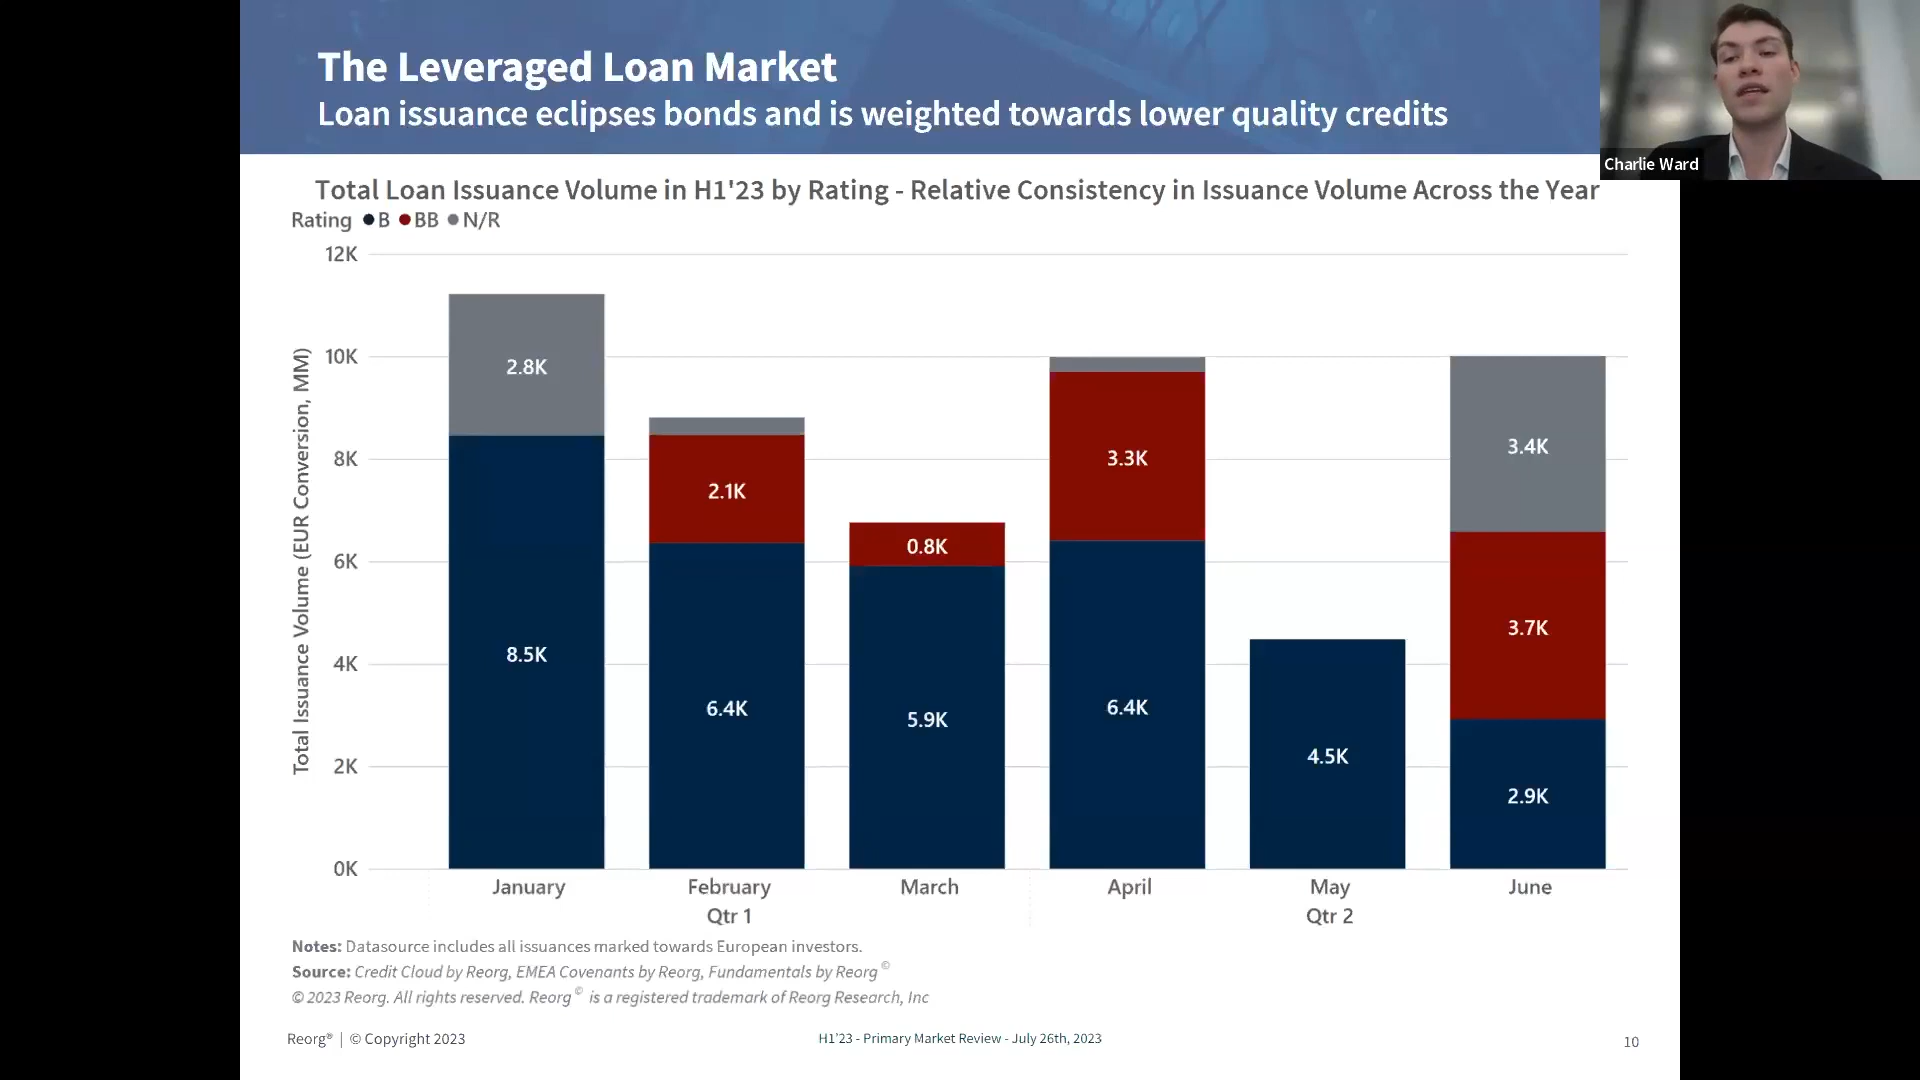 The Leveraged Loan Market
Loan issuance eclipses bonds and is weighted towards lower quality credits
Charlie Ward
Total Loan Issuance Volume in H1'23 by Rating - Relative Consistency in Issuance Volume Across the Year
Rating B BB N/R
Total Issuance Volume (EUR Conversion, MM)
12K
10K
8K
6K
4K
2K
0K
2.8K
8.5K
2.1K
6.4K
0.8K
5.9K
3.3K
6.4K
4.5K
3.4K
3.7K
2.9K
January February March April May June
Qtr 1 Qtr 2
Notes: Datasource includes all issuances marked towards European investors.
Source: Credit Cloud by Reorg, EMEA Covenants by Reorg, Fundamentals by Reorg ©
© 2023 Reorg. All rights reserved. Reorg © is a registered trademark of Reorg Research, Inc
Reorg® | © Copyright 2023
H1'23 - Primary Market Review - July 26th, 2023
10